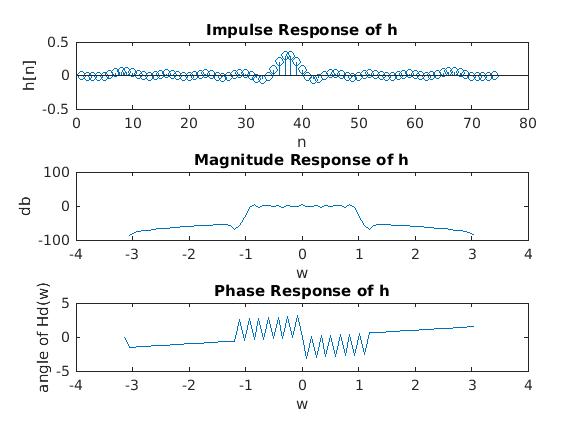 Impulse Response of h
0.5
0
-0.5
h[n]
0 10 20 30 40 50 60 70 80
n
Magnitude Response of h
100
0
-100
db
-4 -3 -2 -1 0 1 2 3 4
w
Phase Response of h
5
0
-5
angle of Hd(w)
-4 -3 -2 -1 0 1 2 3 4
w